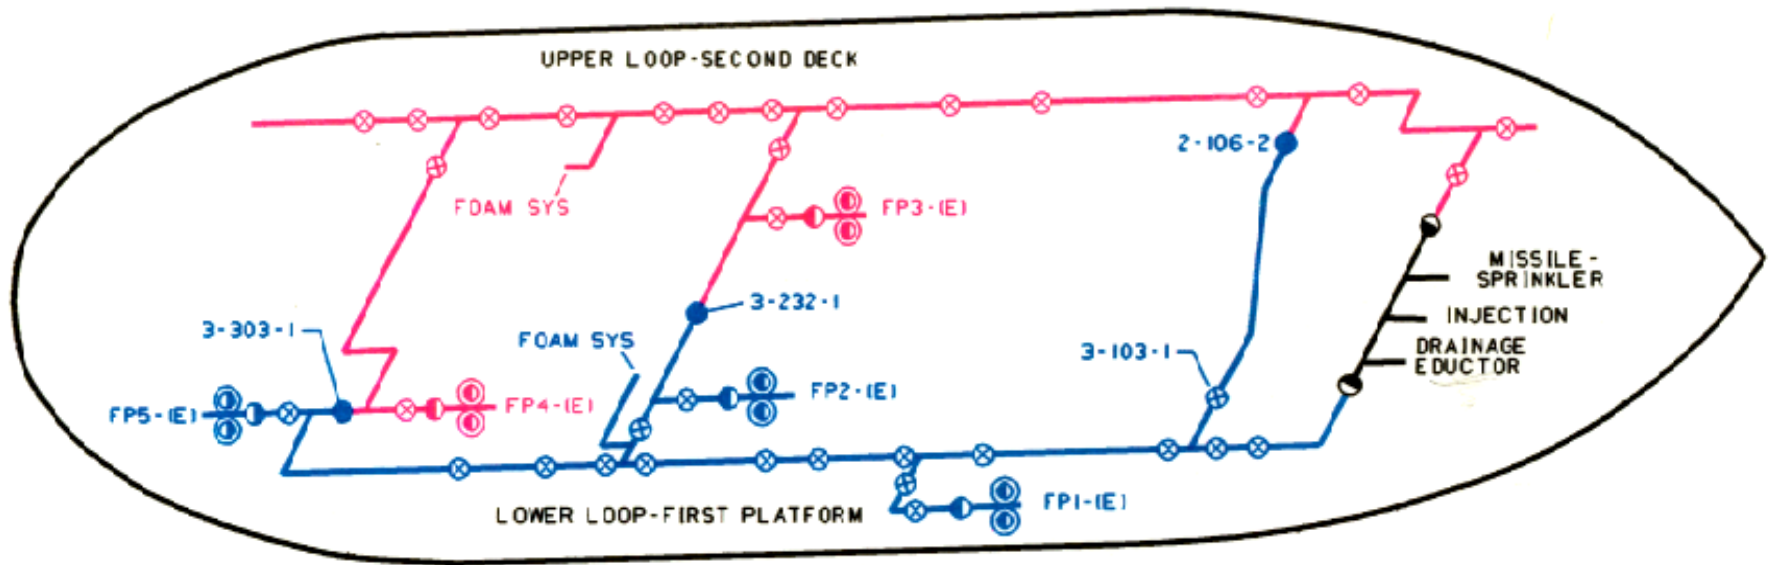 UPPER LOOP-SECOND DECK
2-106-2
FOAM SYS
FP3-(E)
MISSILE-
SPRINKLER
3-232-1
INJECTION
3-303-1
FOAM SYS
3-103-1
DRAINAGE
EDUCTOR
FP5-(E)
FP4-(E)
FP2-(E)
FP1-(E)
LOWER LOOP-FIRST PLATFORM